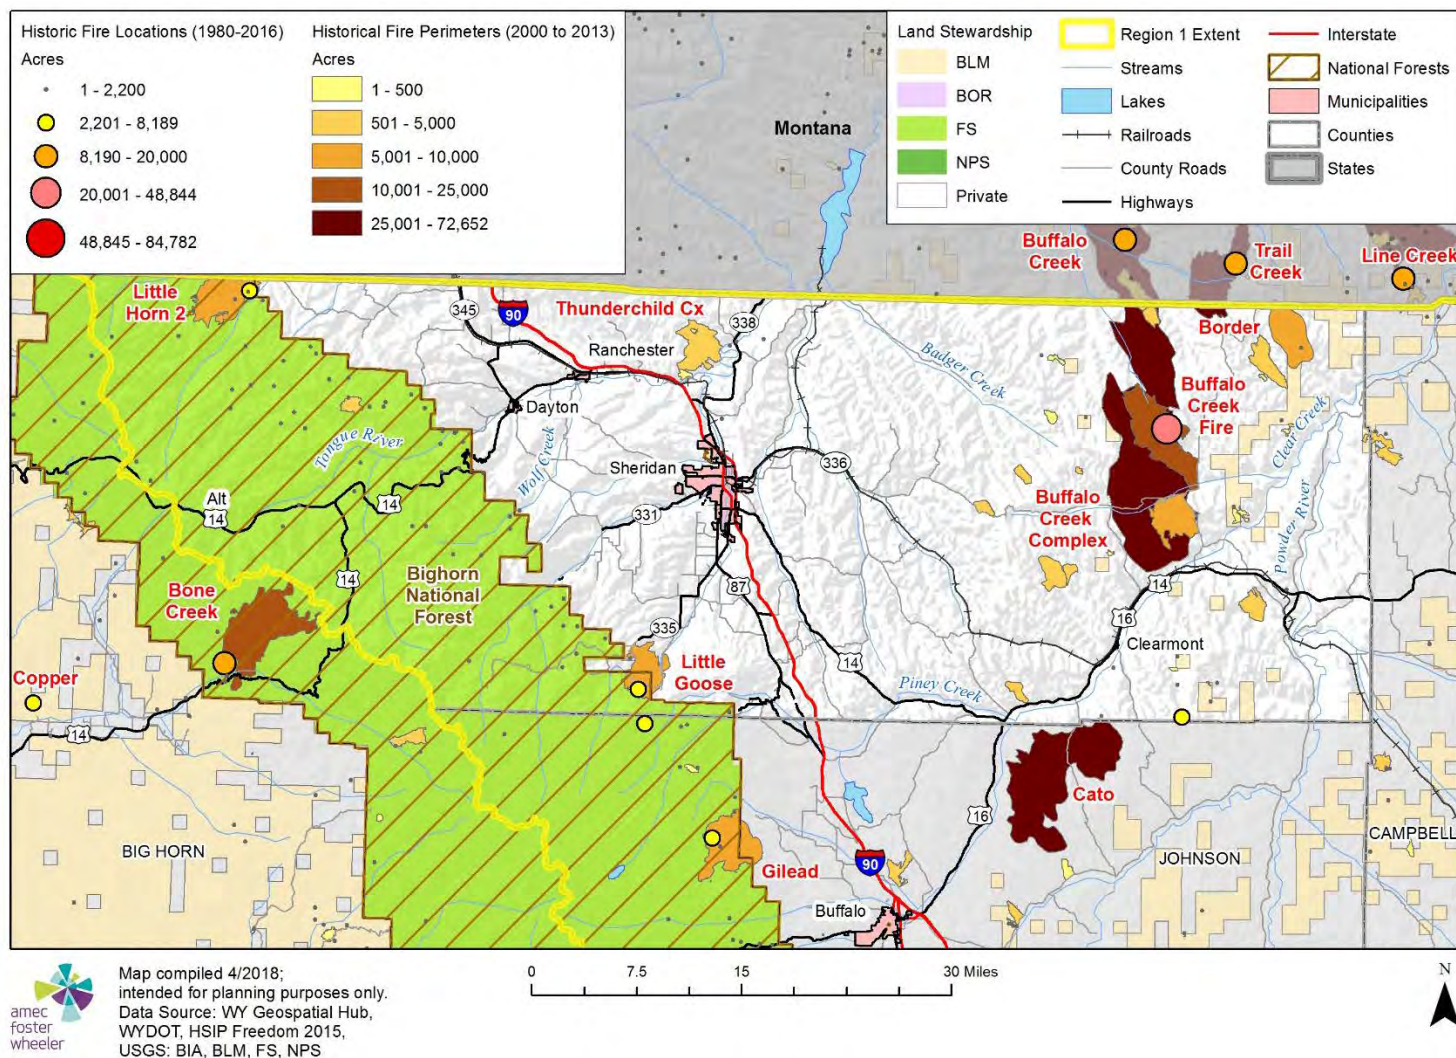 Historic Fire Locations (1980-2016)
Acres
1 - 2,200
2,201 - 8,189
8,190 - 20,000
20,001 - 48,844
48,845 - 84,782
Historical Fire Perimeters (2000 to 2013)
Acres
1 - 500
501 - 5,000
5,001 - 10,000
10,001 - 25,000
25,001 - 72,652
Land Stewardship
BLM
BOR
FS
NPS
Private
Region 1 Extent
Streams
Lakes
Railroads
County Roads
Highways
Interstate
National Forests
Municipalities
Counties
States
Montana
Buffalo
Creek
Trail
Creek
Line Creek
Little
Horn 2
345
90
Thunderchild Cx
338
Border
Ranchester
Badger Creek
Buffalo
Creek
Fire
Dayton
Clear Creek
Tongue River
Wolf Creek
Sheridan
336
Alt
14
14
331
Buffalo
Creek
Complex
Powder River
Bone
Creek
14
Bighorn
National
Forest
87
14
16
335
14
Clearmont
Copper
Little
Goose
Piney Creek
14
Cato
16
BIG HORN
Gilead
90
JOHNSON
CAMPBELL
Buffalo
amec
foster
wheeler
Map compiled 4/2018;
intended for planning purposes only.
Data Source: WY Geospatial Hub,
WYDOT, HSIP Freedom 2015,
USGS: BIA, BLM, FS, NPS
0 7.5 15 30 Miles
N